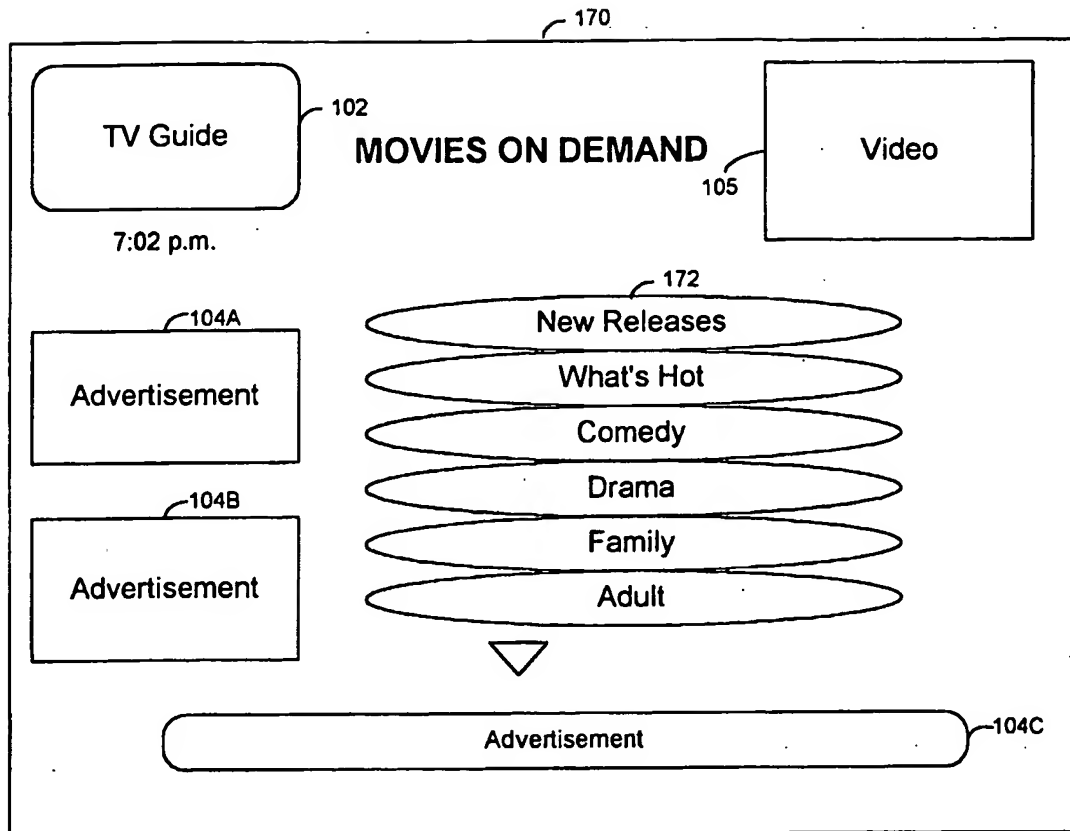 170
TV Guide
102
MOVIES ON DEMAND
Video
105
7:02 p.m.
172
New Releases
104A
Advertisement
What's Hot
Comedy
Drama
104B
Advertisement
Family
Adult
Advertisement
104C